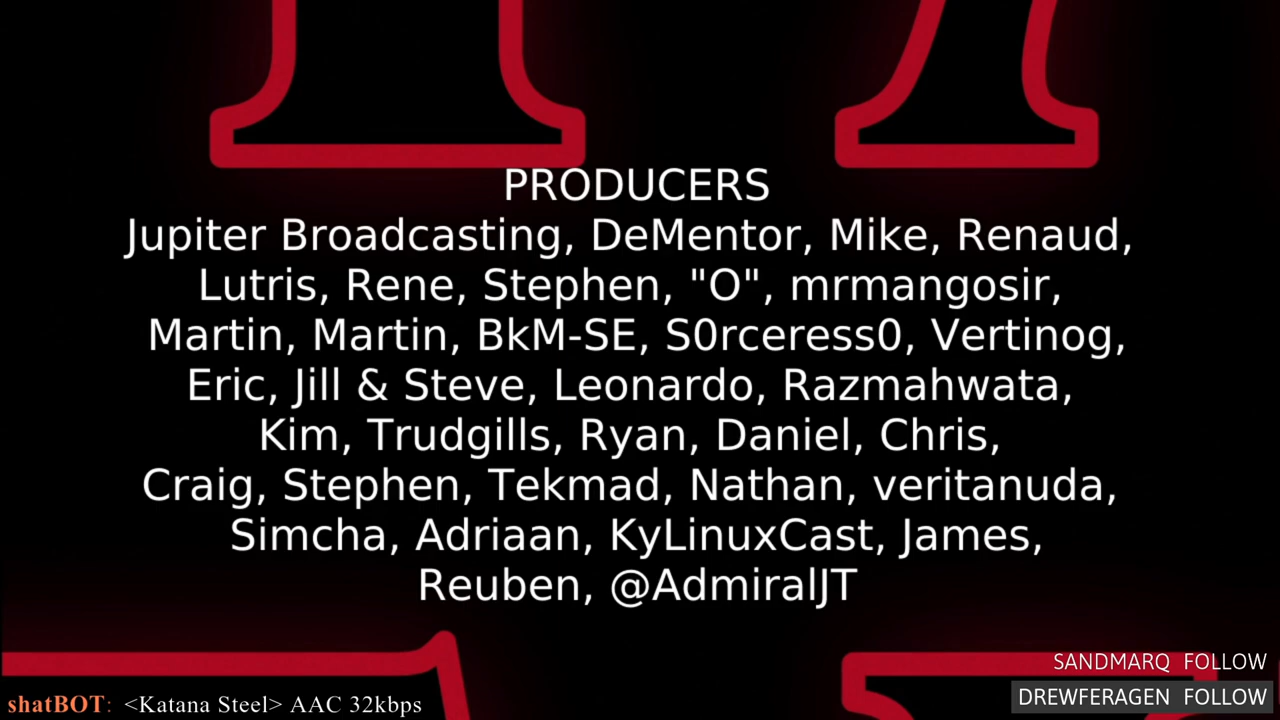 PRODUCERS
Jupiter Broadcasting, DeMentor, Mike, Renaud,
Lutris, Rene, Stephen, "O", mrmangosir,
Martin, Martin, BkM-SE, S0rceress0, Vertinog,
Eric, Jill & Steve, Leonardo, Razmahwata,
Kim, Trudgills, Ryan, Daniel, Chris,
Craig, Stephen, Tekmad, Nathan, veritanuda,
Simcha, Adriaan, KyLinuxCast, James,
Reuben, @AdmiralJT
SANDMARQ FOLLOW
DREWFERAGEN FOLLOW
shatBOT: <Katana Steel> AAC 32kbps